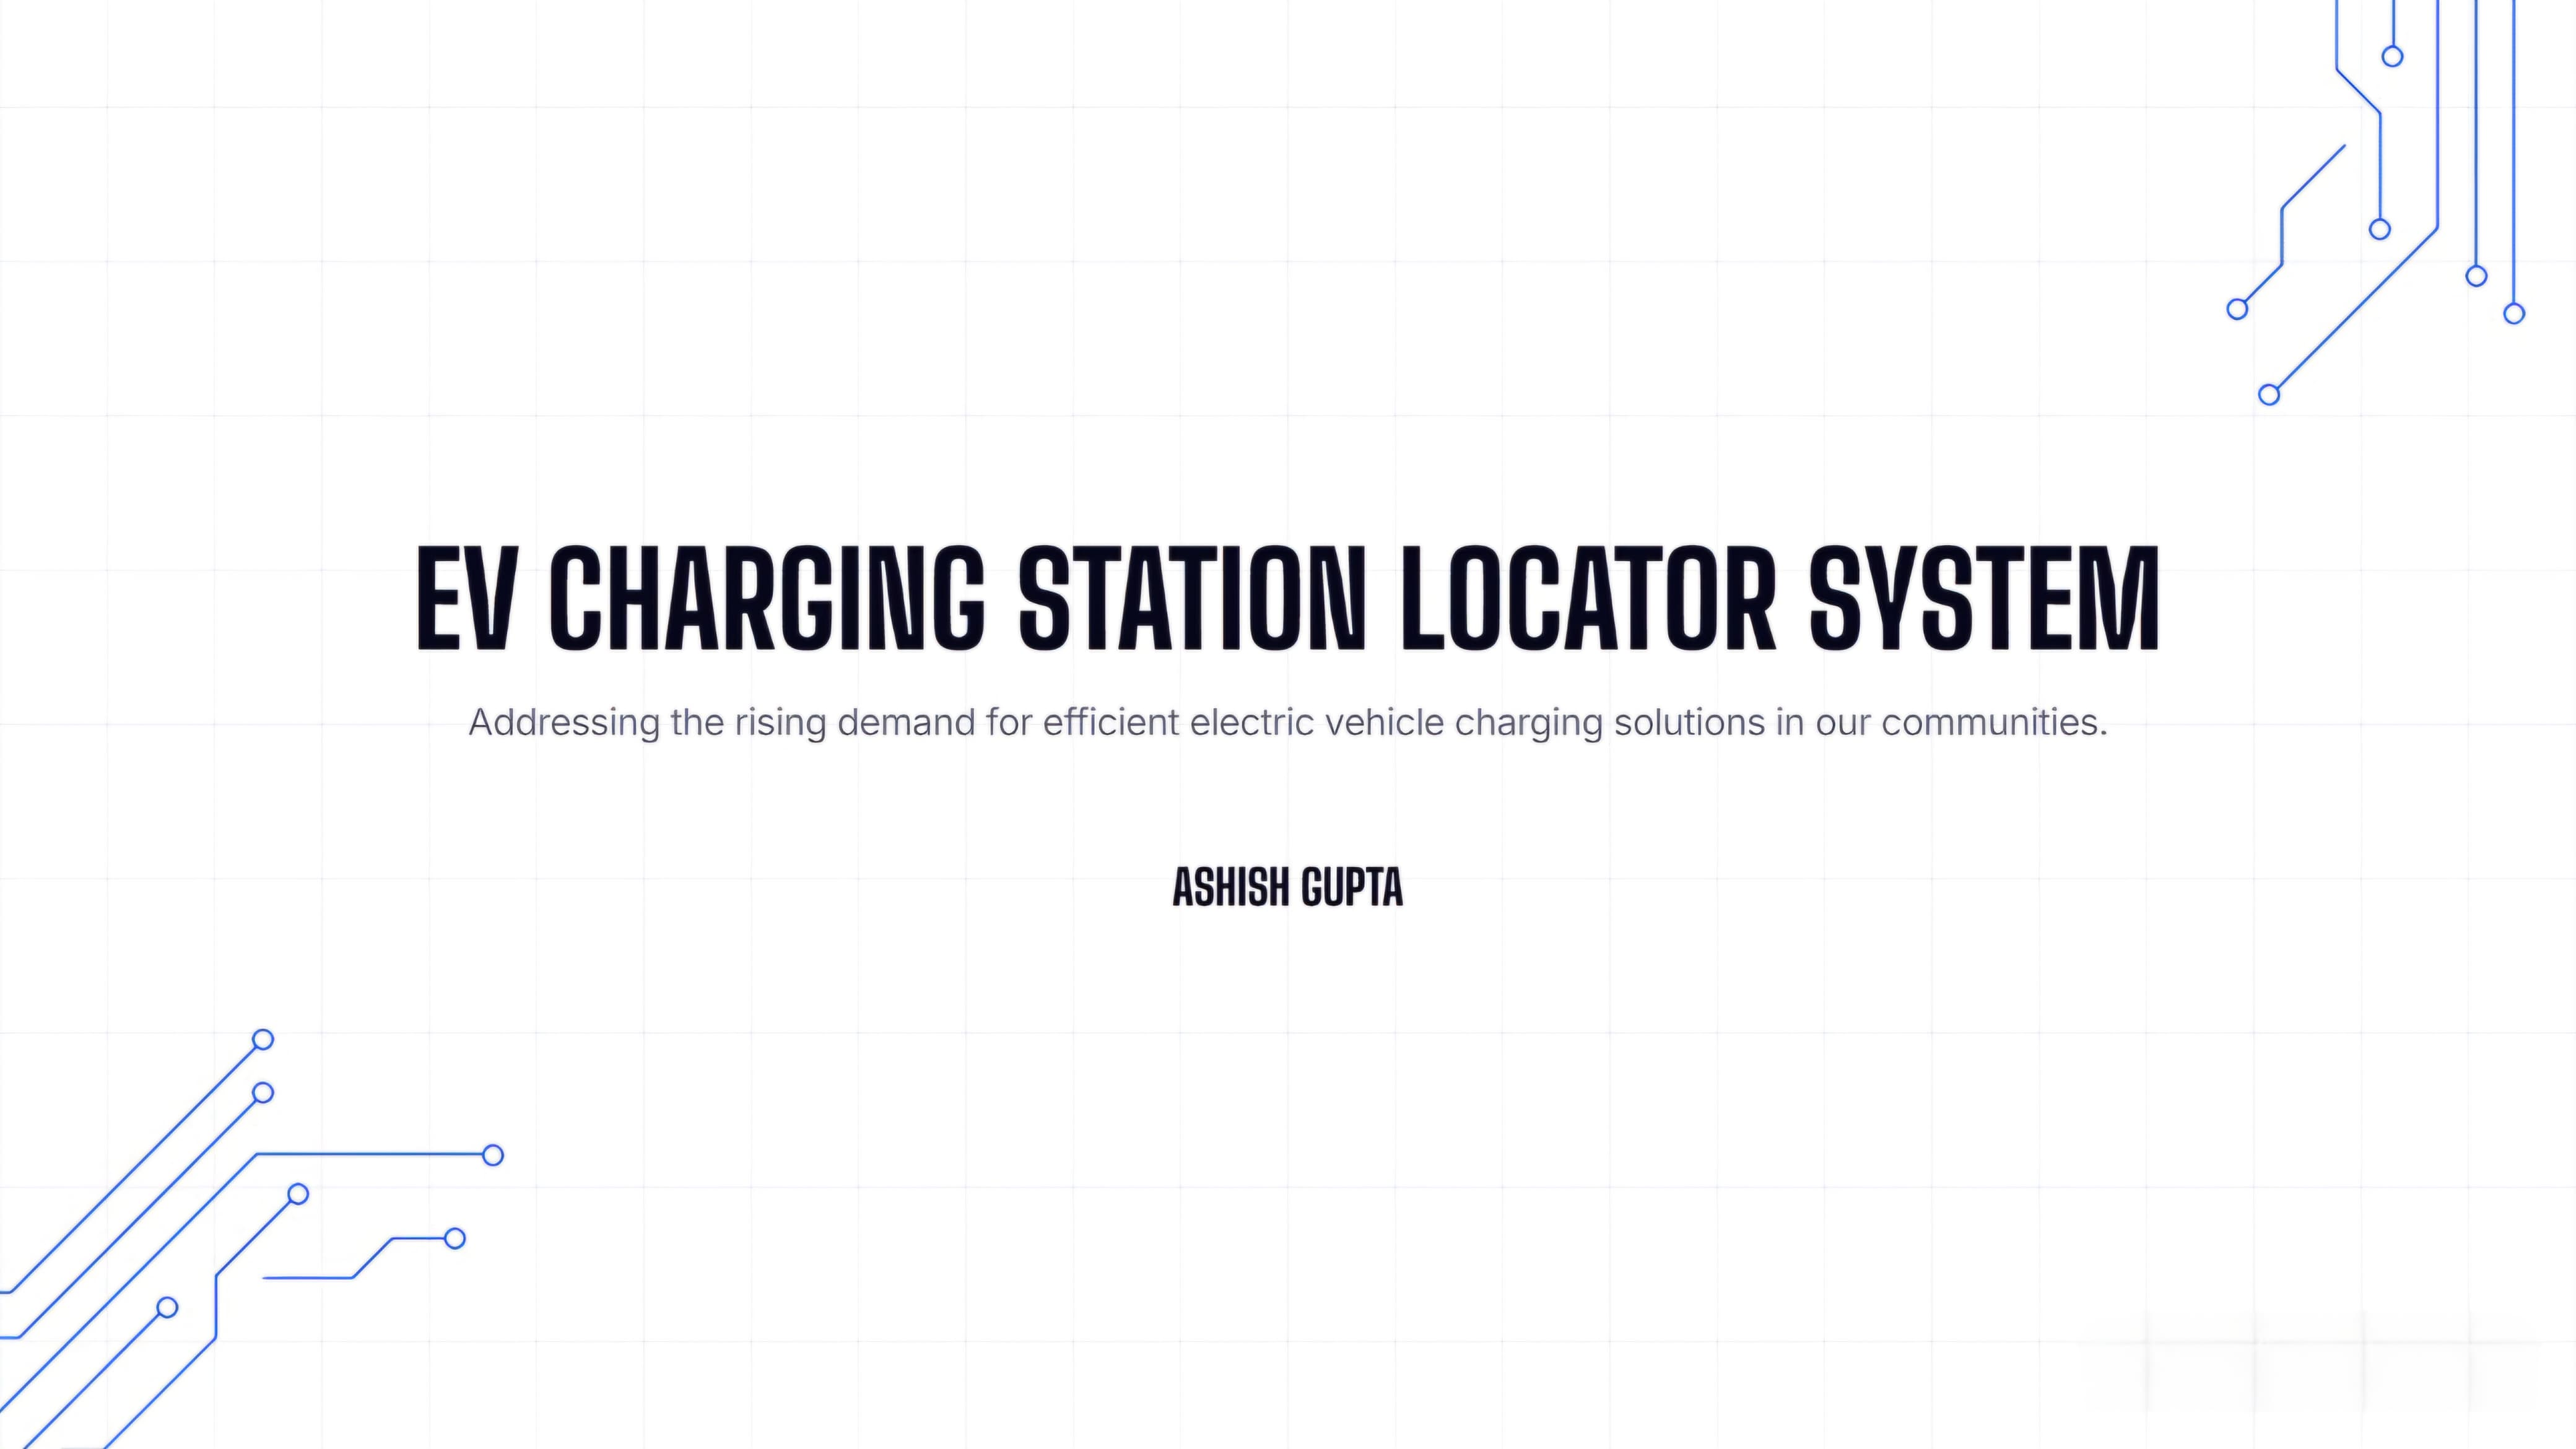 EV CHARGING STATION LOCATOR SYSTEM
Addressing the rising demand for efficient electric vehicle charging solutions in our communities.
ASHISH GUPTA